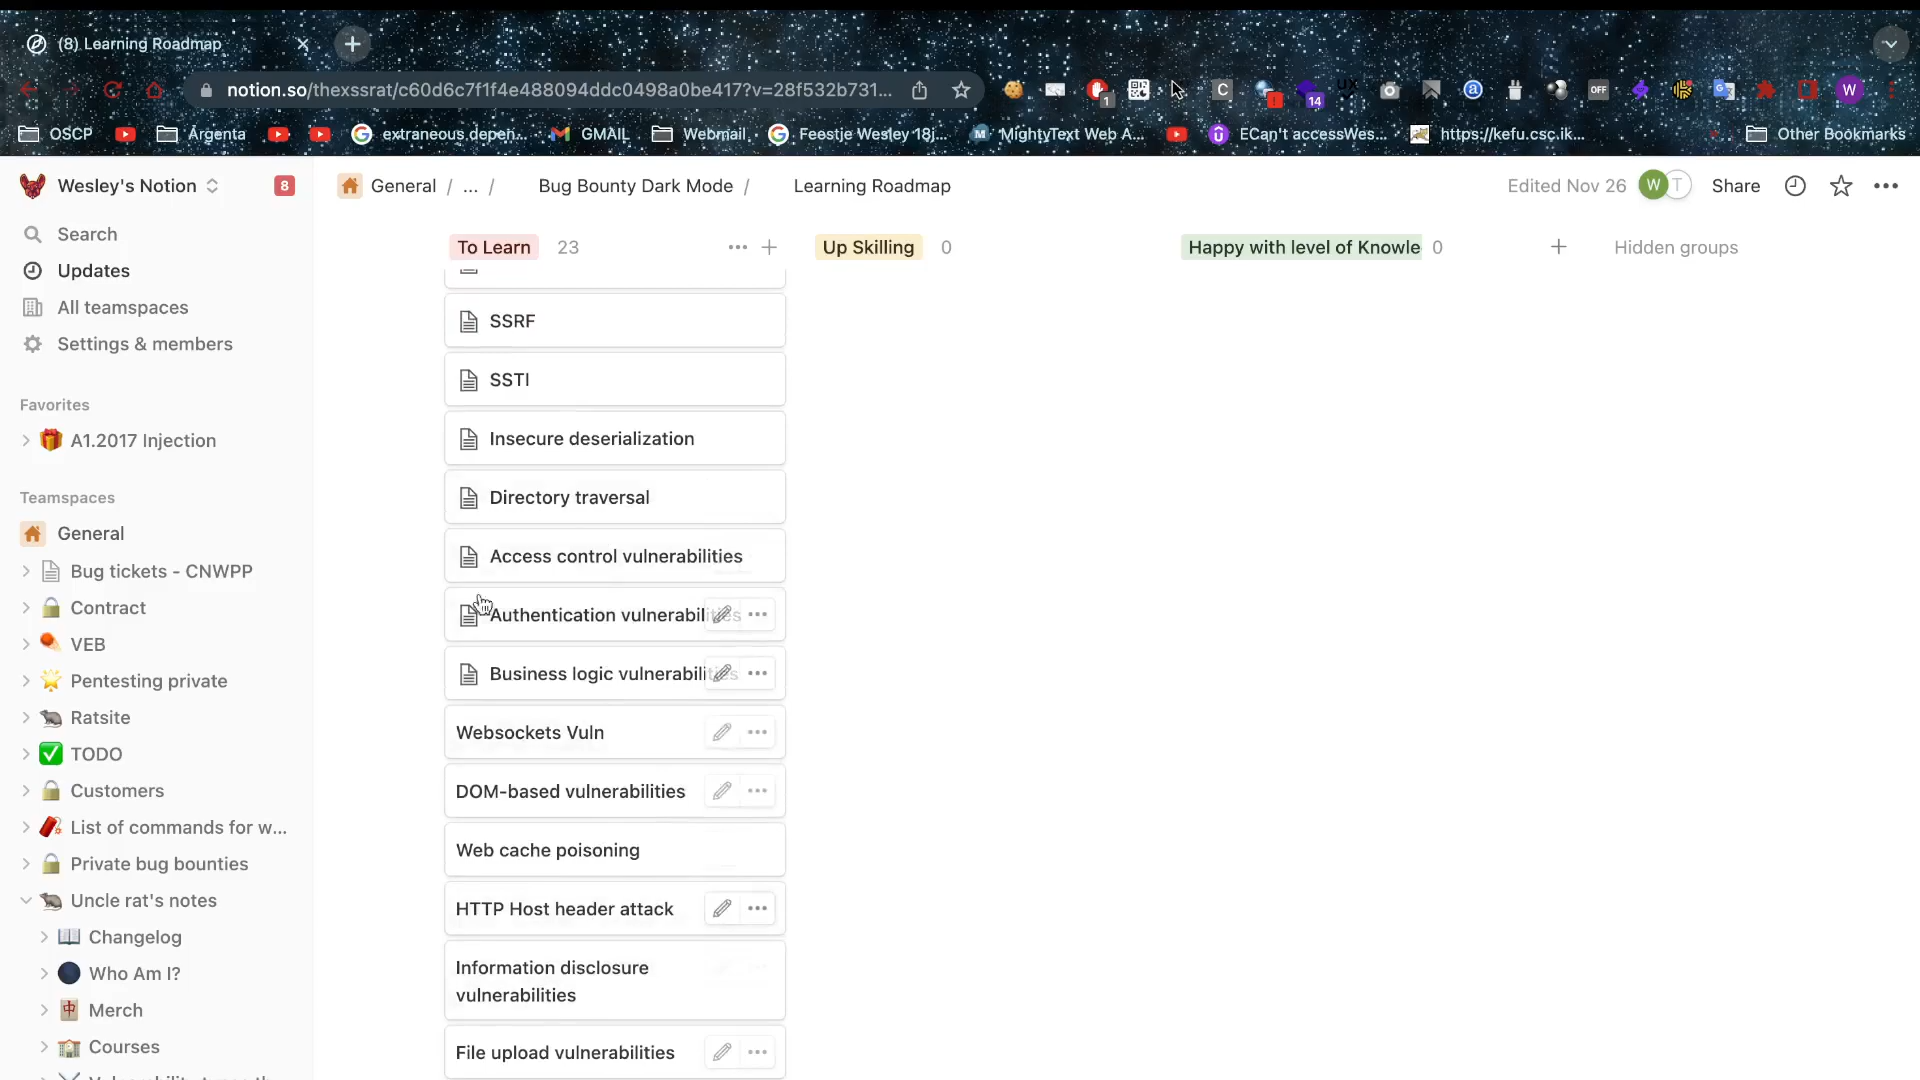 (8) Learning Roadmap
notion.so/thexssrat/c60d6c7f1f4e488094ddc0498a0be417?v=28f532b731...
1
C
14
UX
OFF
W
OSCP
Argenta
extraneous.depen...
GMAIL
Webmail
Feestje Wesley 18j...
MightyText Web A...
ECan't accessWes...
https://kefu.csc.ik...
Other Bookmarks
Wesley's Notion
8
General / ... / Bug Bounty Dark Mode / Learning Roadmap
Edited Nov 26
W
T
Share
Search
Updates
All teamspaces
Settings & members
Favorites
A1.2017 Injection
Teamspaces
General
Bug tickets - CNWPP
Contract
VEB
Pentesting private
Ratsite
TODO
Customers
List of commands for w...
Private bug bounties
Uncle rat's notes
Changelog
Who Am I?
Merch
Courses
To Learn 23
Up Skilling 0
Happy with level of Knowle 0
Hidden groups
SSRF
SSTI
Insecure deserialization
Directory traversal
Access control vulnerabilities
Authentication vulnerabilities
Business logic vulnerabilities
Websockets Vuln
DOM-based vulnerabilities
Web cache poisoning
HTTP Host header attack
Information disclosure
vulnerabilities
File upload vulnerabilities